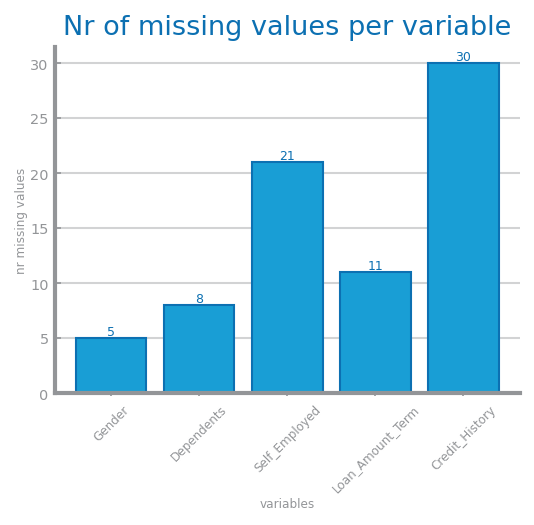 Nr of missing values per variable
30
25
20
15
10
5
0
nr missing values
5
8
21
11
30
Gender
Dependents
Self_Employed
Loan_Amount_Term
Credit_History
variables